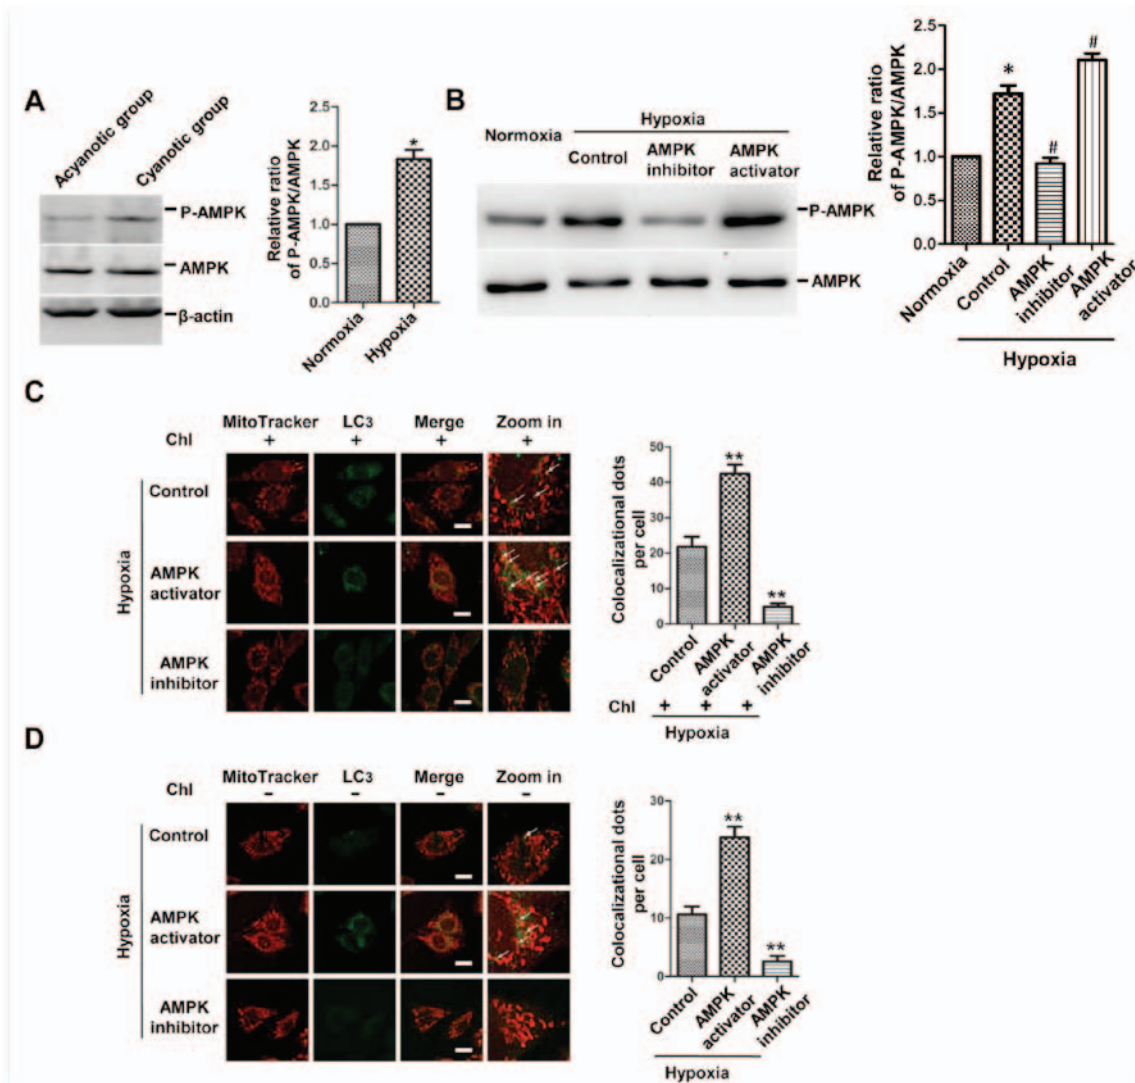 A
Acyanotic group
Cyanotic group
P-AMPK
AMPK
β-actin
Relative ratio
of P-AMPK/AMPK
2.5
2.0
1.5
1.0
0.5
0.0
*
Normoxia
Hypoxia
B
Hypoxia
Normoxia
Control
AMPK
inhibitor
AMPK
activator
P-AMPK
AMPK
Relative ratio
of P-AMPK/AMPK
2.5
2.0
1.5
1.0
0.5
0.0
*
#
#
Normoxia
Control
AMPK
inhibitor
AMPK
activator
Hypoxia
C
MitoTracker LC3 Merge Zoom in
Chl + + + +
Hypoxia
Control
AMPK
activator
AMPK
inhibitor
Colocalizational dots
per cell
50
40
30
20
10
0
**
**
Control
AMPK
activator
AMPK
inhibitor
Chl + + +
Hypoxia
D
MitoTracker LC3 Merge Zoom in
Chl - - - -
Hypoxia
Control
AMPK
activator
AMPK
inhibitor
Colocalizational dots
per cell
30
20
10
0
**
**
Control
AMPK
activator
AMPK
inhibitor
Hypoxia